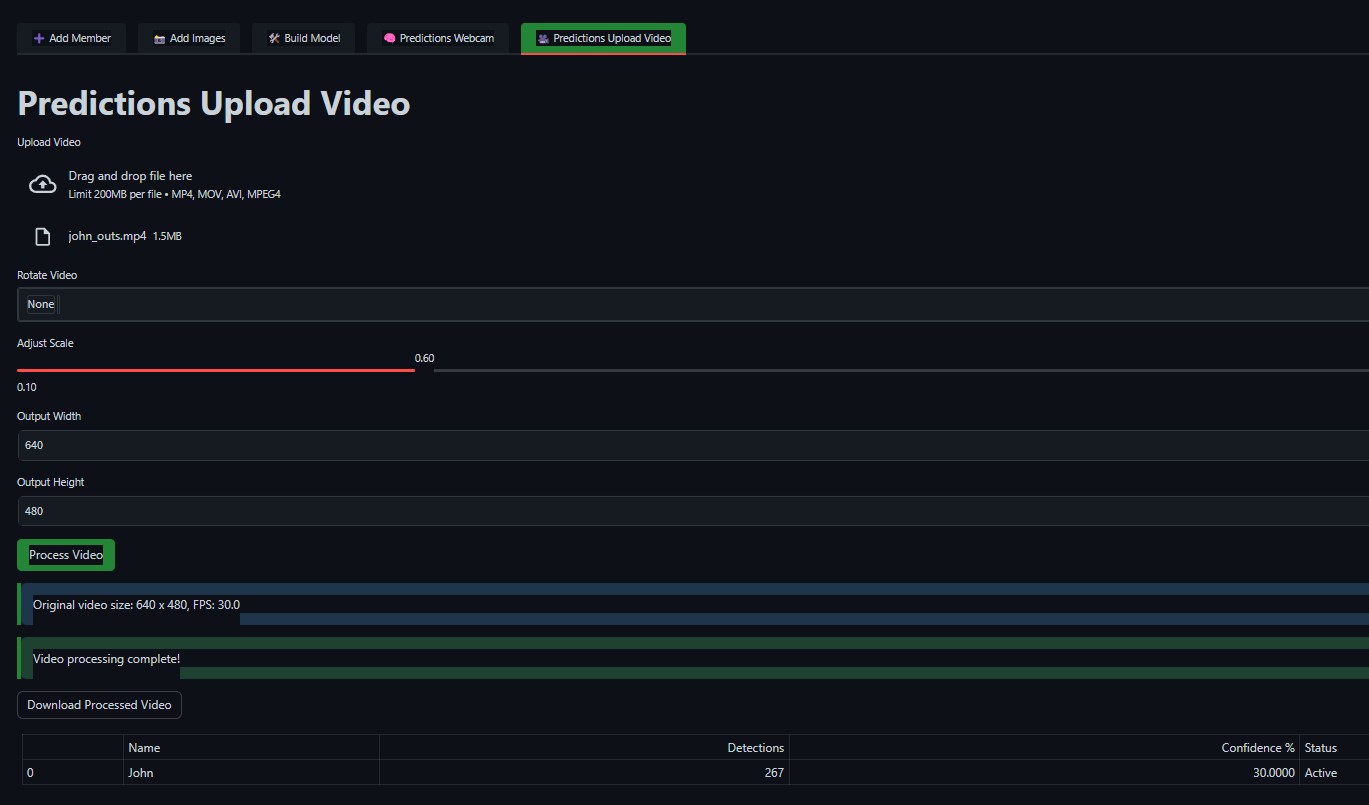 Add Member Add Images Build Model Predictions Webcam Predictions Upload Video
Predictions Upload Video
Upload Video
Drag and drop file here
Limit 200MB per file • MP4, MOV, AVI, MPEG4
john_outs.mp4 1.5MB
Rotate Video
None
Adjust Scale
0.60
0.10
Output Width
640
Output Height
480
Process Video
Original video size: 640 x 480, FPS: 30.0
Video processing complete!
Download Processed Video
Name Detections Confidence % Status
0 John 267 30.0000 Active